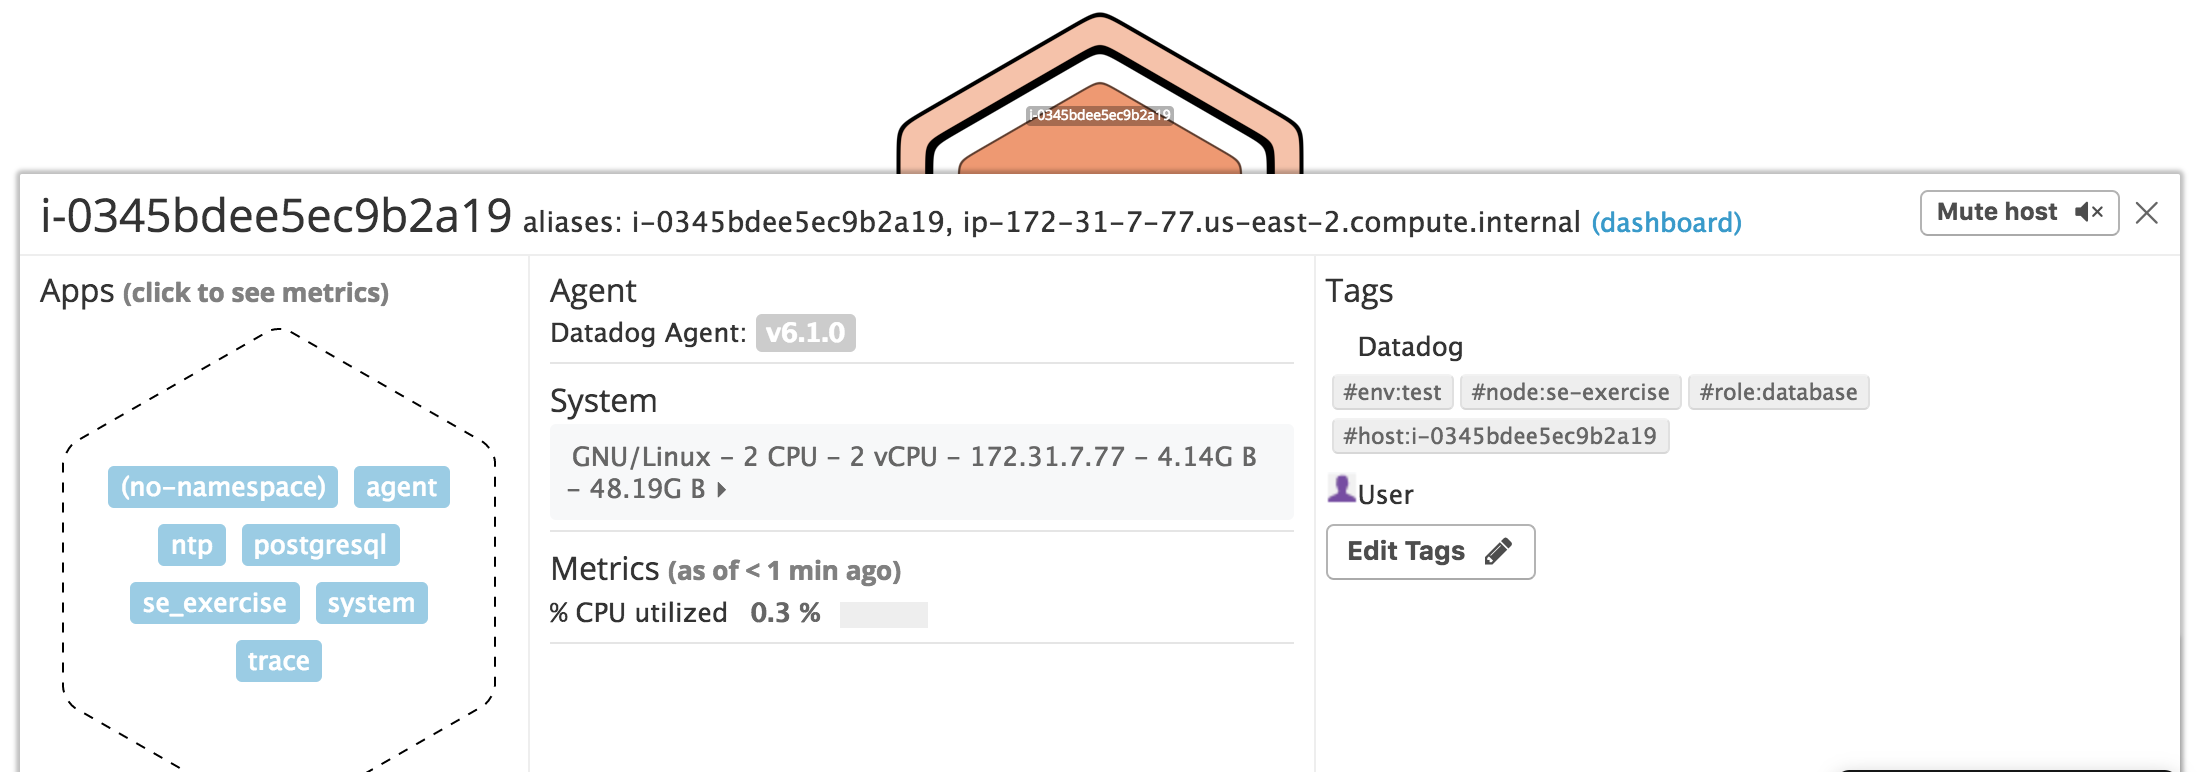 i-0345bdee5ec9b2a19
i-0345bdee5ec9b2a19 aliases: i-0345bdee5ec9b2a19, ip-172-31-7-77.us-east-2.compute.internal (dashboard)
Mute host
Apps (click to see metrics)
(no-namespace) agent
ntp postgresql
se_exercise system
trace
Agent
Datadog Agent: v6.1.0
System
GNU/Linux - 2 CPU - 2 vCPU - 172.31.7.77 - 4.14G B
- 48.19G B
Metrics (as of < 1 min ago)
% CPU utilized 0.3 %
Tags
Datadog
#env:test #node:se-exercise #role:database
#host:i-0345bdee5ec9b2a19
User
Edit Tags